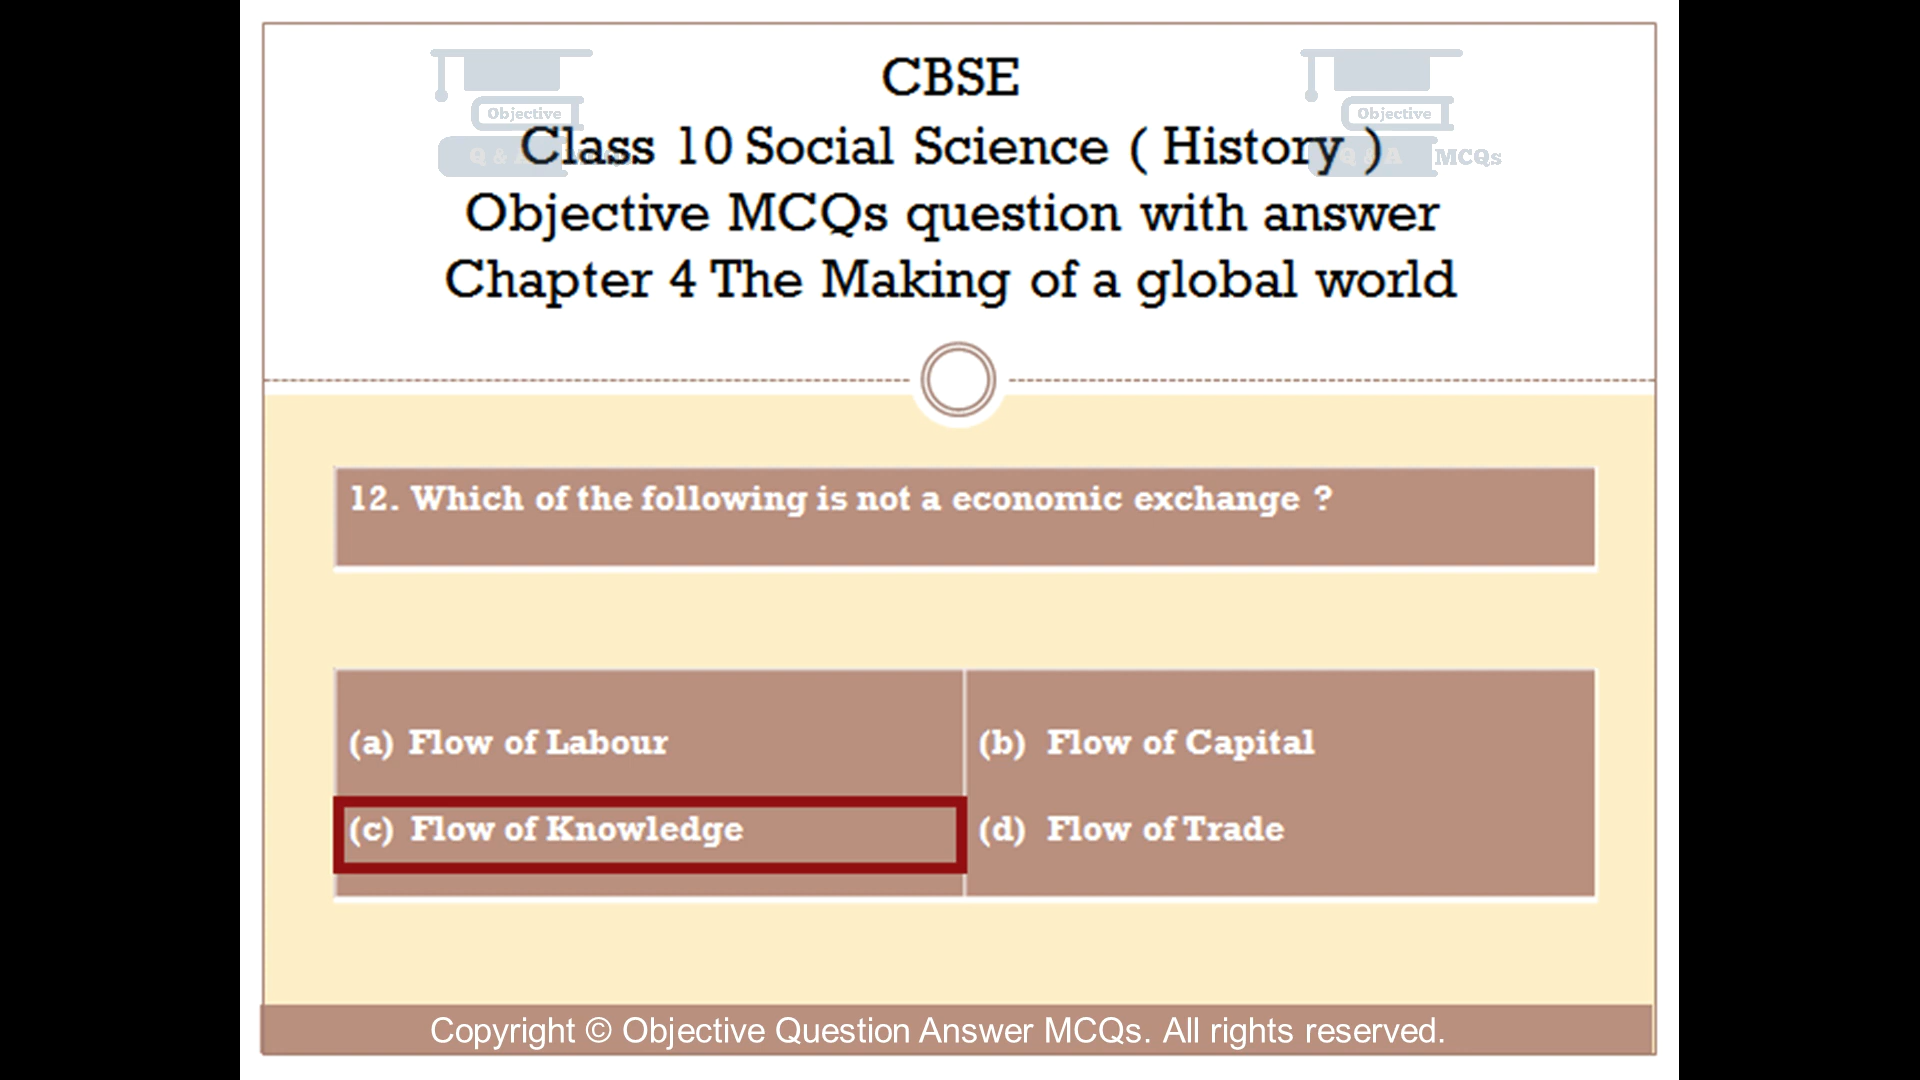 CBSE
Class 10 Social Science ( History )
Objective MCQs question with answer
Chapter 4 The Making of a global world
Objective
Q & A
Objective
Q & A MCQs
12. Which of the following is not a economic exchange ?
(a) Flow of Labour
(b) Flow of Capital
(c) Flow of Knowledge
(d) Flow of Trade
Copyright © Objective Question Answer MCQs. All rights reserved.